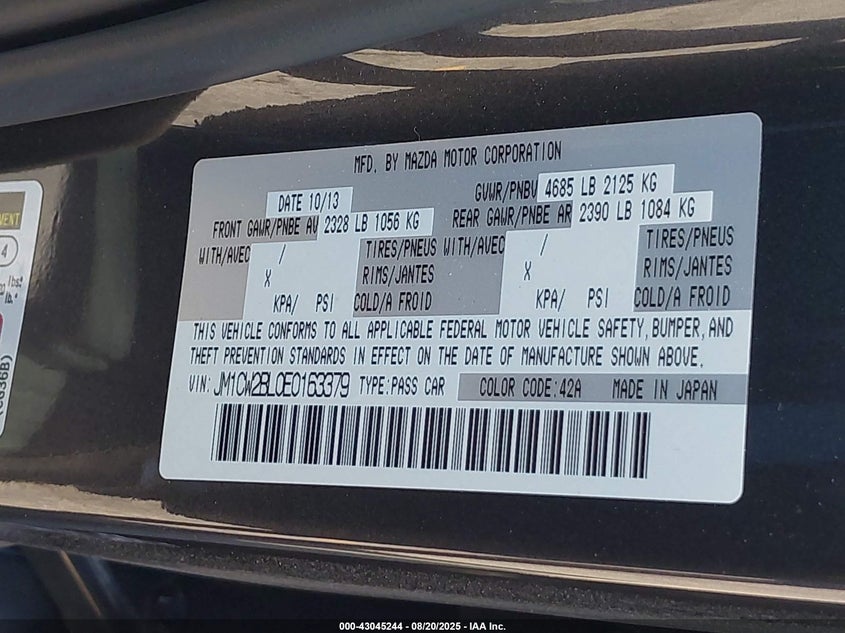 MFD. BY MAZDA MOTOR CORPORATION
DATE 10/13 GVWR/PNBV 4685 LB 2125 KG
FRONT GAWR/PNBE AV 2328 LB 1056 KG REAR GAWR/PNBE AR 2390 LB 1084 KG
WITH/AVEC / TIRES/PNEUS WITH/AVEC / TIRES/PNEUS
X RIMS/JANTES X RIMS/JANTES
KPA/ PSI COLD/A FROID KPA/ PSI COLD/A FROID
THIS VEHICLE CONFORMS TO ALL APPLICABLE FEDERAL MOTOR VEHICLE SAFETY, BUMPER, AND
THEFT PREVENTION STANDARDS IN EFFECT ON THE DATE OF MANUFACTURE SHOWN ABOVE.
VIN: JM1CW2BL0E0163379 TYPE:PASS CAR COLOR CODE:42A MADE IN JAPAN
4
000-43045244 - 08/20/2025 - IAA Inc.